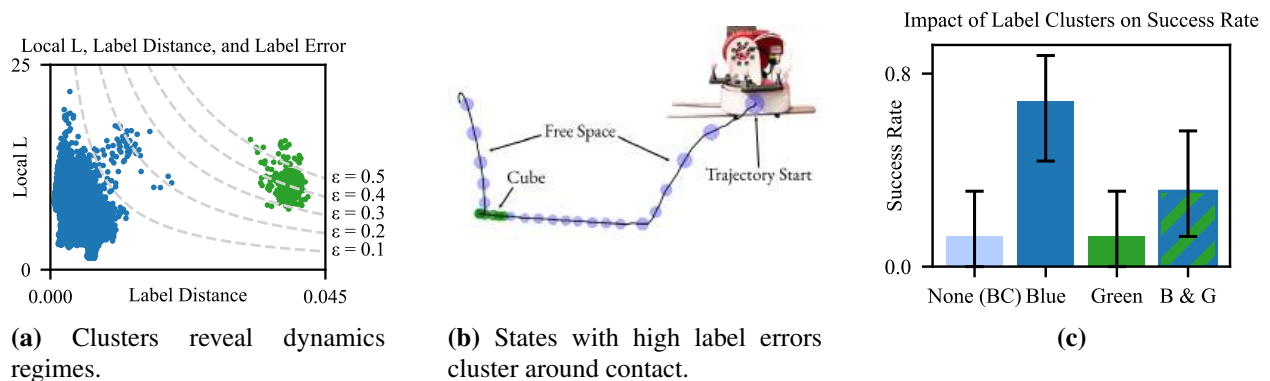 Local L, Label Distance, and Label Error
25
Local L
0
0.000
Label Distance
0.045
ε = 0.5
ε = 0.4
ε = 0.3
ε = 0.2
ε = 0.1
(a) Clusters reveal dynamics
regimes.
Free Space
Cube
Trajectory Start
(b) States with high label errors
cluster around contact.
Impact of Label Clusters on Success Rate
0.8
Success Rate
0.0
None (BC) Blue Green B & G
(c)